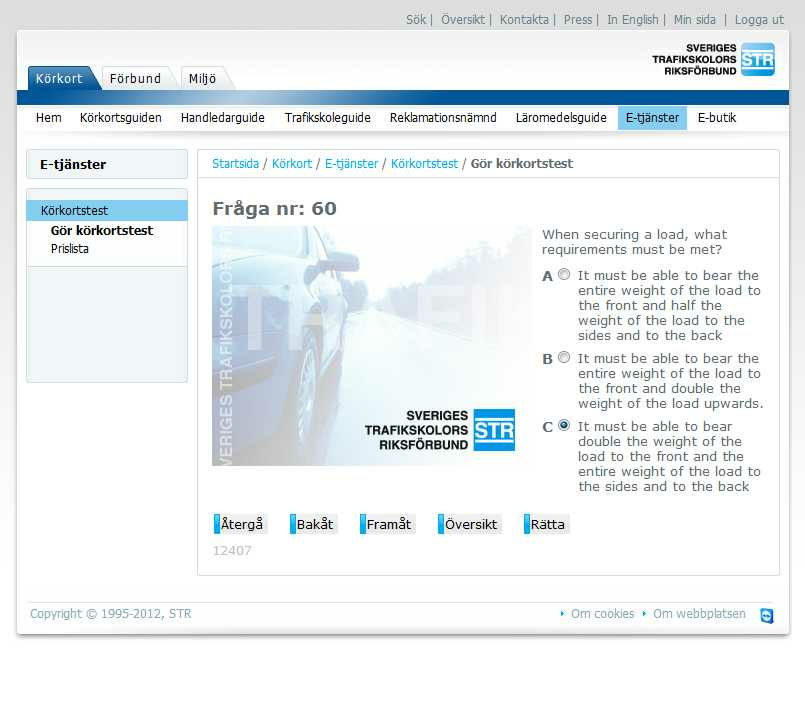 Sök | Översikt | Kontakta | Press | In English | Min sida | Logga ut
SVERIGES
TRAFIKSKOLORS
RIKSFÖRBUND
STR
Körkort Förbund Miljö
Hem Körkortsguiden Handledarguide Trafikskoleguide Reklamationsnämnd Läromedelsguide E-tjänster E-butik
E-tjänster
Körkortstest
Gör körkortstest
Prislista
Startsida / Körkort / E-tjänster / Körkortstest / Gör körkortstest
Fråga nr: 60
SVERIGES TRAFIKSKOLORS
TRAFI
SVERIGES
TRAFIKSKOLORS
RIKSFÖRBUND
STR
When securing a load, what
requirements must be met?
A It must be able to bear the
entire weight of the load to
the front and half the
weight of the load to the
sides and to the back
B It must be able to bear the
entire weight of the load to
the front and double the
weight of the load upwards.
C It must be able to bear
double the weight of the
load to the front and the
entire weight of the load to
the sides and to the back
Återgå Bakåt Framåt Översikt Rätta
12407
Copyright © 1995-2012, STR
Om cookies Om webbplatsen